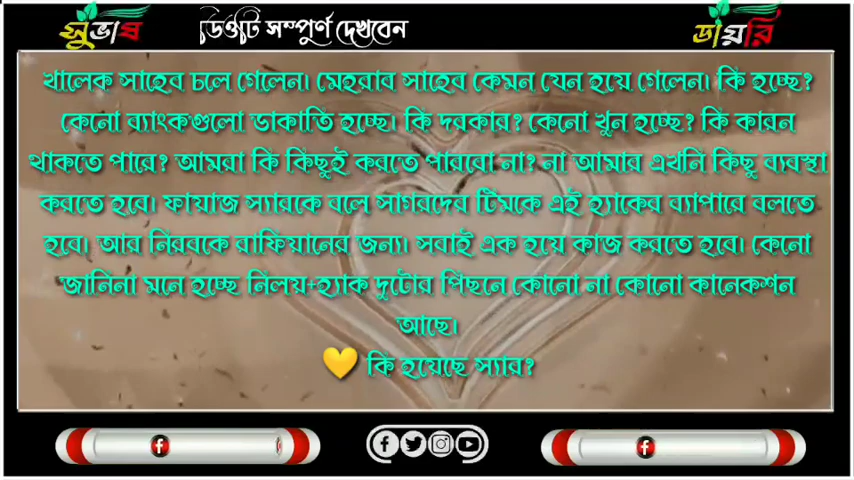 সুভাষ
ডিওটি সম্পুর্ণ দেখবেন
ডায়রি
খালেক সাহেব চলে গেলেন। মেহরাব সাহেব কেমন যেন হয়ে গেলেন। কি হচ্ছে?
কেনো ব্যাংকগুলো ডাকাতি হচ্ছে। কি দরকার? কেনো খুন হচ্ছে? কি কারন
থাকতে পারে? আমরা কি কিছুই করতে পারবো না? না আমার এখনি কিছু ব্যবস্থা
করতে হবে। ফায়াজ স্যারকে বলে সাগরদের টিমকে এই হ্যাকের ব্যাপারে বলতে
হবে। আর নিরবকে রাফিয়ানের জন্য। সবাই এক হয়ে কাজ করতে হবে। কেনো
জানিনা মনে হচ্ছে নিলয়+হ্যাক দুটোর পিছনে কোনো না কোনো কানেকশন
আছে।
💛 কি হয়েছে স্যার?